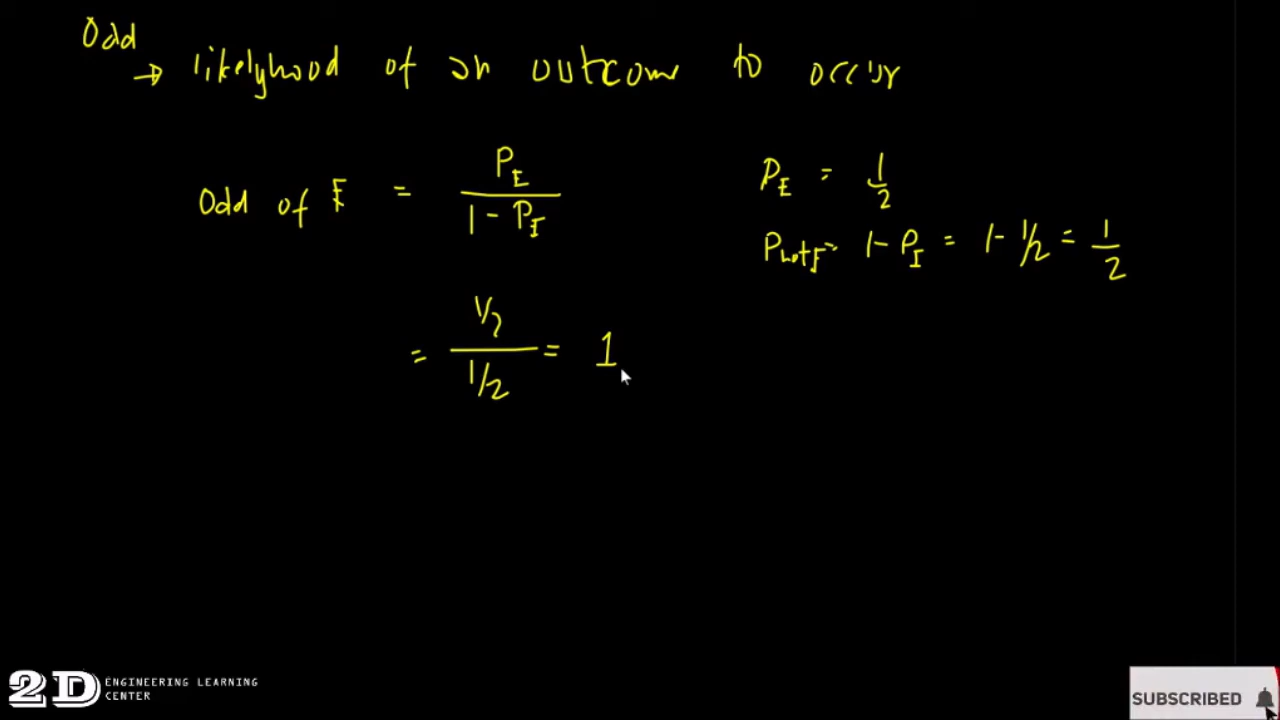 Odd
→ likelyhood of an outcome to occur
Odd of E = P_E / (1 - P_E)
P_E = 1/2
P_not E = 1 - P_E = 1 - 1/2 = 1/2
= (1/2) / (1/2) = 1
2D ENGINEERING LEARNING
CENTER
SUBSCRIBED